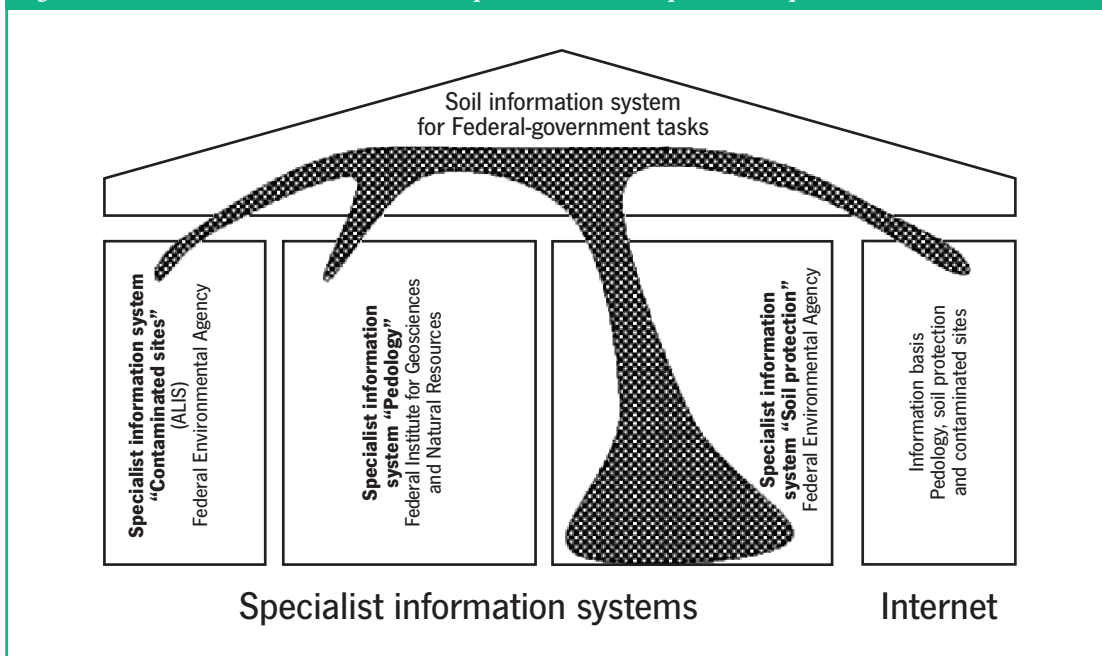 Soil information system
for Federal-government tasks
Specialist information system
“Contaminated sites”
(ALIS)
Federal Environmental Agency
Specialist information
system “Pedology”
Federal Institute for Geosciences
and Natural Resources
Specialist information
system “Soil protection”
Federal Environmental Agency
Information basis
Pedology, soil protection
and contaminated sites
Specialist information systems
Internet